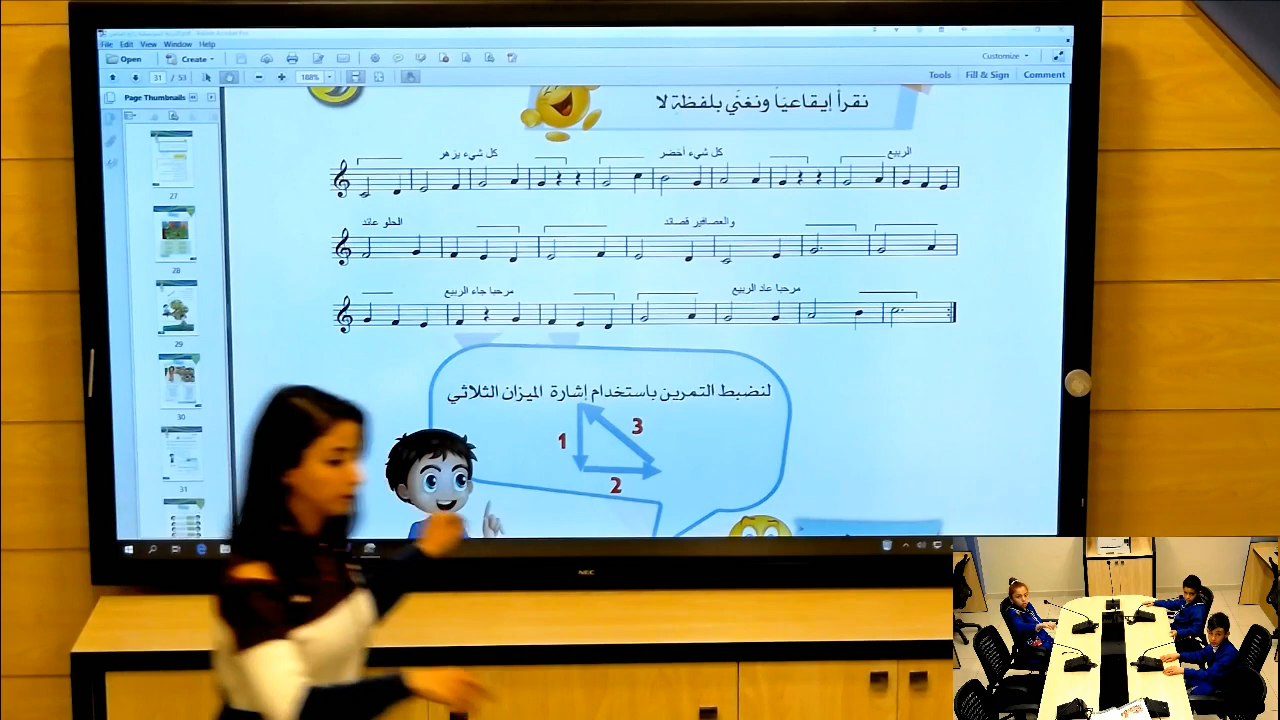 File Edit View Window Help
Open Create Customize
31 / 53 188% Tools Fill & Sign Comment
Page Thumbnails
27
28
29
30
31
نقرأ إيقاعيًا ونغنّي بلفظة لا
كل شيء يزهر كل شيء أخضر الربيع
الحلو عائد والعصافير قصائد
مرحبا جاء الربيع مرحبا عاد الربيع
لنضبط التمرين باستخدام إشارة الميزان الثلاثي
1
3
2
NEC